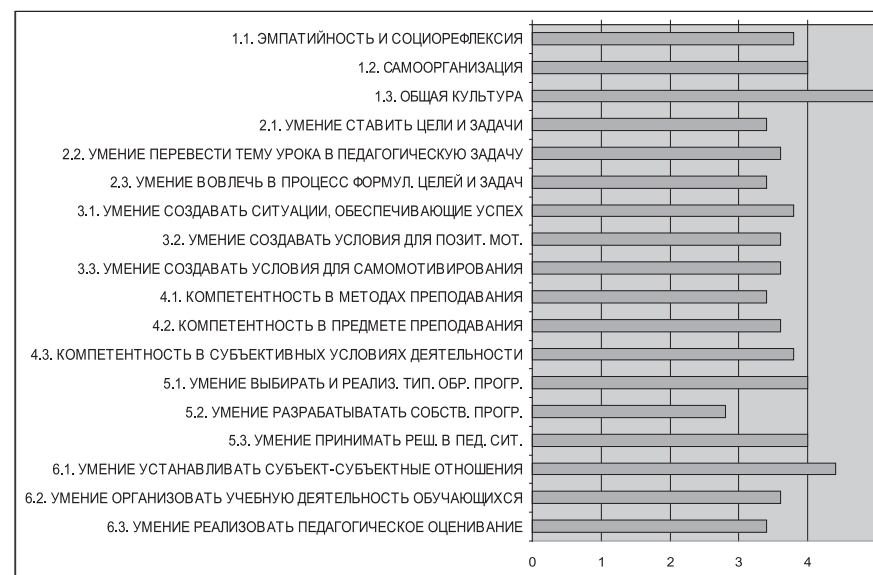 1.1. ЭМПАТИЙНОСТЬ И СОЦИОРЕФЛЕКСИЯ
1.2. САМООРГАНИЗАЦИЯ
1.3. ОБЩАЯ КУЛЬТУРА
2.1. УМЕНИЕ СТАВИТЬ ЦЕЛИ И ЗАДАЧИ
2.2. УМЕНИЕ ПЕРЕВЕСТИ ТЕМУ УРОКА В ПЕДАГОГИЧЕСКУЮ ЗАДАЧУ
2.3. УМЕНИЕ ВОВЛЕЧЬ В ПРОЦЕСС ФОРМУЛ. ЦЕЛЕЙ И ЗАДАЧ
3.1. УМЕНИЕ СОЗДАВАТЬ СИТУАЦИИ, ОБЕСПЕЧИВАЮЩИЕ УСПЕХ
3.2. УМЕНИЕ СОЗДАВАТЬ УСЛОВИЯ ДЛЯ ПОЗИТ. МОТ.
3.3. УМЕНИЕ СОЗДАВАТЬ УСЛОВИЯ ДЛЯ САМОМОТИВИРОВАНИЯ
4.1. КОМПЕТЕНТНОСТЬ В МЕТОДАХ ПРЕПОДАВАНИЯ
4.2. КОМПЕТЕНТНОСТЬ В ПРЕДМЕТЕ ПРЕПОДАВАНИЯ
4.3. КОМПЕТЕНТНОСТЬ В СУБЪЕКТИВНЫХ УСЛОВИЯХ ДЕЯТЕЛЬНОСТИ
5.1. УМЕНИЕ ВЫБИРАТЬ И РЕАЛИЗ. ТИП. ОБР. ПРОГР.
5.2. УМЕНИЕ РАЗРАБАТЫВАТАТЬ СОБСТВ. ПРОГР.
5.3. УМЕНИЕ ПРИНИМАТЬ РЕШ. В ПЕД. СИТ.
6.1. УМЕНИЕ УСТАНАВЛИВАТЬ СУБЪЕКТ-СУБЪЕКТНЫЕ ОТНОШЕНИЯ
6.2. УМЕНИЕ ОРГАНИЗОВАТЬ УЧЕБНУЮ ДЕЯТЕЛЬНОСТЬ ОБУЧАЮЩИХСЯ
6.3. УМЕНИЕ РЕАЛИЗОВАТЬ ПЕДАГОГИЧЕСКОЕ ОЦЕНИВАНИЕ
0 1 2 3 4